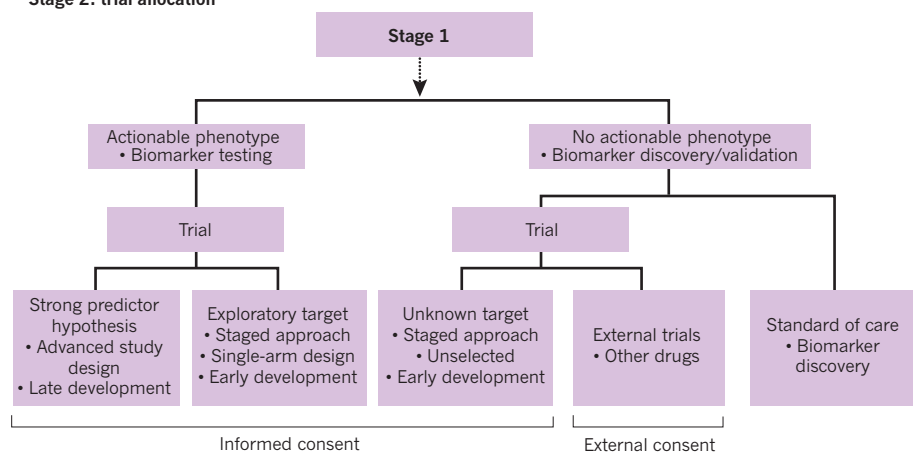 Stage 2: trial allocation
Stage 1
Actionable phenotype
• Biomarker testing
No actionable phenotype
• Biomarker discovery/validation
Trial
Trial
Strong predictor
hypothesis
• Advanced study
design
• Late development
Exploratory target
• Staged approach
• Single-arm design
• Early development
Unknown target
• Staged approach
• Unselected
• Early development
External trials
• Other drugs
Standard of care
• Biomarker
discovery
Informed consent
External consent